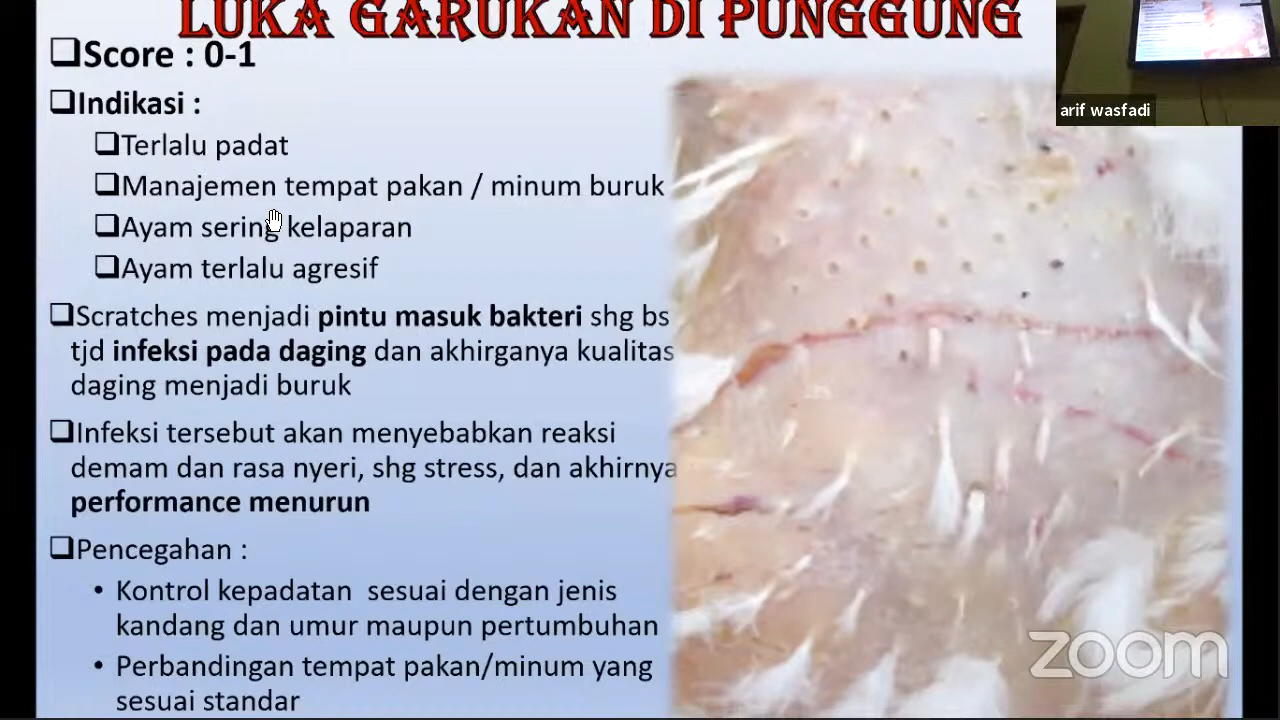 LUKA GARUKAN DI PUNGGUNG
❑Score : 0-1
❑Indikasi :
❑Terlalu padat
❑Manajemen tempat pakan / minum buruk
❑Ayam sering kelaparan
❑Ayam terlalu agresif
❑Scratches menjadi pintu masuk bakteri shg bs
tjd infeksi pada daging dan akhirganya kualitas
daging menjadi buruk
❑Infeksi tersebut akan menyebabkan reaksi
demam dan rasa nyeri, shg stress, dan akhirnya
performance menurun
❑Pencegahan :
• Kontrol kepadatan sesuai dengan jenis
kandang dan umur maupun pertumbuhan
• Perbandingan tempat pakan/minum yang
sesuai standar
arif wasfadi
zoom